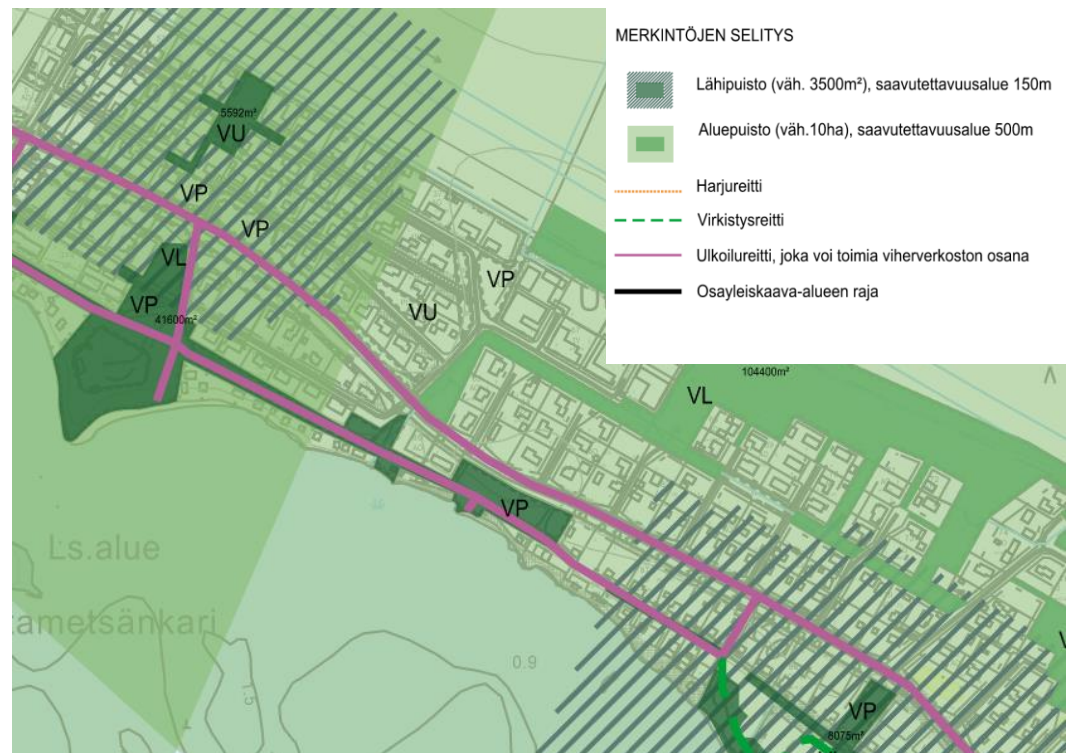 MERKINTÖJEN SELITYS
Lähipuisto (väh. 3500m²), saavutettavuusalue 150m
Aluepuisto (väh.10ha), saavutettavuusalue 500m
Harjureitti
Virkistysreitti
Ulkoilureitti, joka voi toimia viherverkoston osana
Osayleiskaava-alueen raja
5592m²
VU
VP
VP
VL
VP
41600m²
VP
VU
U
104400m²
VL
VP
Ls.alue
ametsänkari
0.9
VP
8075m²